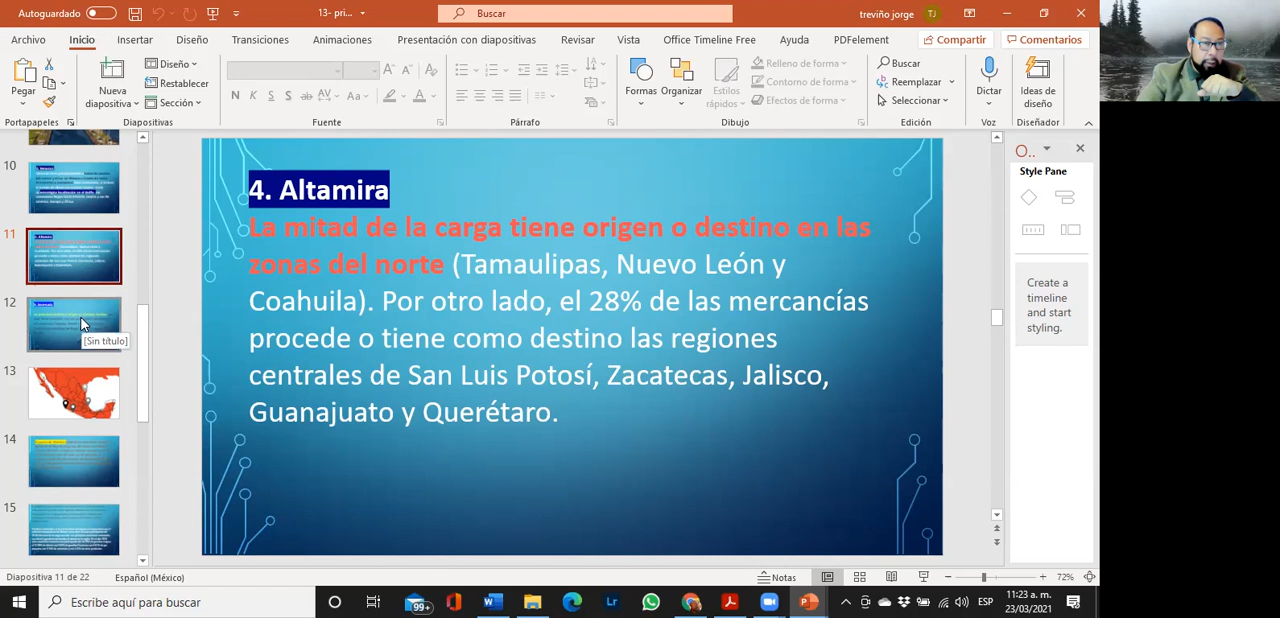 Autoguardado
13- pri...
Buscar
treviño jorge
TJ
Archivo Inicio Insertar Diseño Transiciones Animaciones Presentación con diapositivas Revisar Vista Office Timeline Free Ayuda PDFelement Compartir Comentarios
Pegar
Nueva diapositiva
Diseño
Restablecer
Sección
N K S S ab AV Aa A
Formas Organizar Estilos rápidos
Relleno de forma
Contorno de forma
Efectos de forma
Buscar
Reemplazar
Seleccionar
Dictar
Ideas de diseño
Portapapeles Diapositivas Fuente Párrafo Dibujo Edición Voz Diseñador
10
11
12
[Sin título]
13
14
15
4. Altamira
La mitad de la carga tiene origen o destino en las
zonas del norte (Tamaulipas, Nuevo León y
Coahuila). Por otro lado, el 28% de las mercancías
procede o tiene como destino las regiones
centrales de San Luis Potosí, Zacatecas, Jalisco,
Guanajuato y Querétaro.
O..
Style Pane
Create a
timeline
and start
styling.
Diapositiva 11 de 22 Español (México) Notas 72%
Escribe aquí para buscar
99+
ESP
11:23 a. m.
23/03/2021